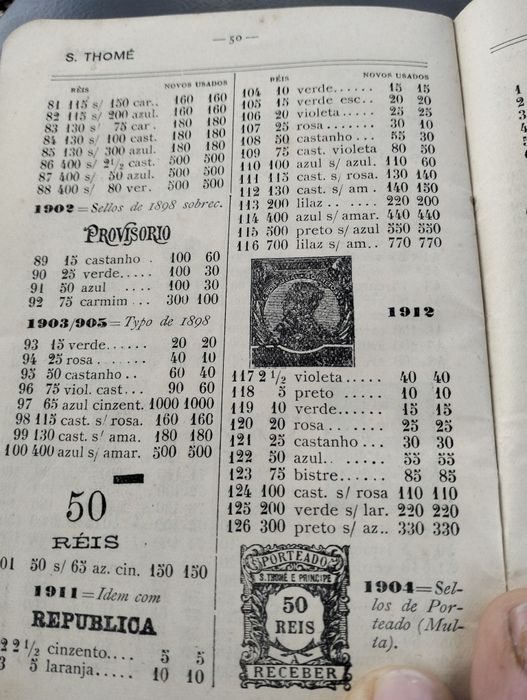 — 50 —
S. THOMÉ
RÉIS NOVOS USADOS
81 115 s/ 150 car.. 160 160
82 115 s/ 200 azul. 160 160
83 130 s/ 75 car. 180 180
84 130 s/ 100 cast. 180 180
85 130 s/ 300 azul. 180 180
86 400 s/ 2 1/2 cast. 500 500
87 400 s/ 50 azul. 500 500
88 400 s/ 80 ver. 500 500
1902=Sellos de 1898 sobrec.
PROVISORIO
89 15 castanho . 100 60
90 25 verde..... 100 30
91 50 azul .... 100 30
92 75 carmim ... 300 100
1903/905=Typo de 1898
93 15 verde...... 20 20
94 25 rosa....... 40 10
95 50 castanho .. 60 40
96 75 viol. cast... 90 60
97 65 azul cinzent. 1000 1000
98 115 cast. s/ rosa. 160 160
99 130 cast. s/ ama. 180 180
100 400 azul s/ amar. 500 500
50
RÉIS
01 50 s/ 65 az. cin. 150 150
1911=Idem com
REPUBLICA
2 2 1/2 cinzento.... 5 5
3 5 laranja..... 10 10
RÉIS NOVOS USADOS
104 10 verde...... 15 15
105 15 verde esc.. 20 20
106 20 violeta.... 25 25
107 25 rosa....... 30 10
108 50 castanho ... 55 30
109 75 cast. violeta 80 50
110 100 azul s/ azul. 110 60
111 115 cast. s/ rosa. 130 140
112 130 cast. s/ am . 140 150
113 200 lilaz .. .... 220 200
114 400 azul s/ amar. 440 440
115 500 preto s/ azul 550 550
116 700 lilaz s/ am.. 770 770
1912
117 2 1/2 violeta..... 40 40
118 5 preto ..... 10 10
119 10 verde...... 15 15
120 20 rosa ...... 25 25
121 25 castanho... 30 30
122 50 azul.. ..... 55 55
123 75 bistre...... 85 85
124 100 cast. s/ rosa 110 110
125 200 verde s/ lar. 220 220
126 300 preto s/ az.. 330 330
PORTEADO
S. THOMÉ E PRINCIPE
50
REIS
A
RECEBER
1904=Sel-
los de Por-
teado (Mul-
ta).